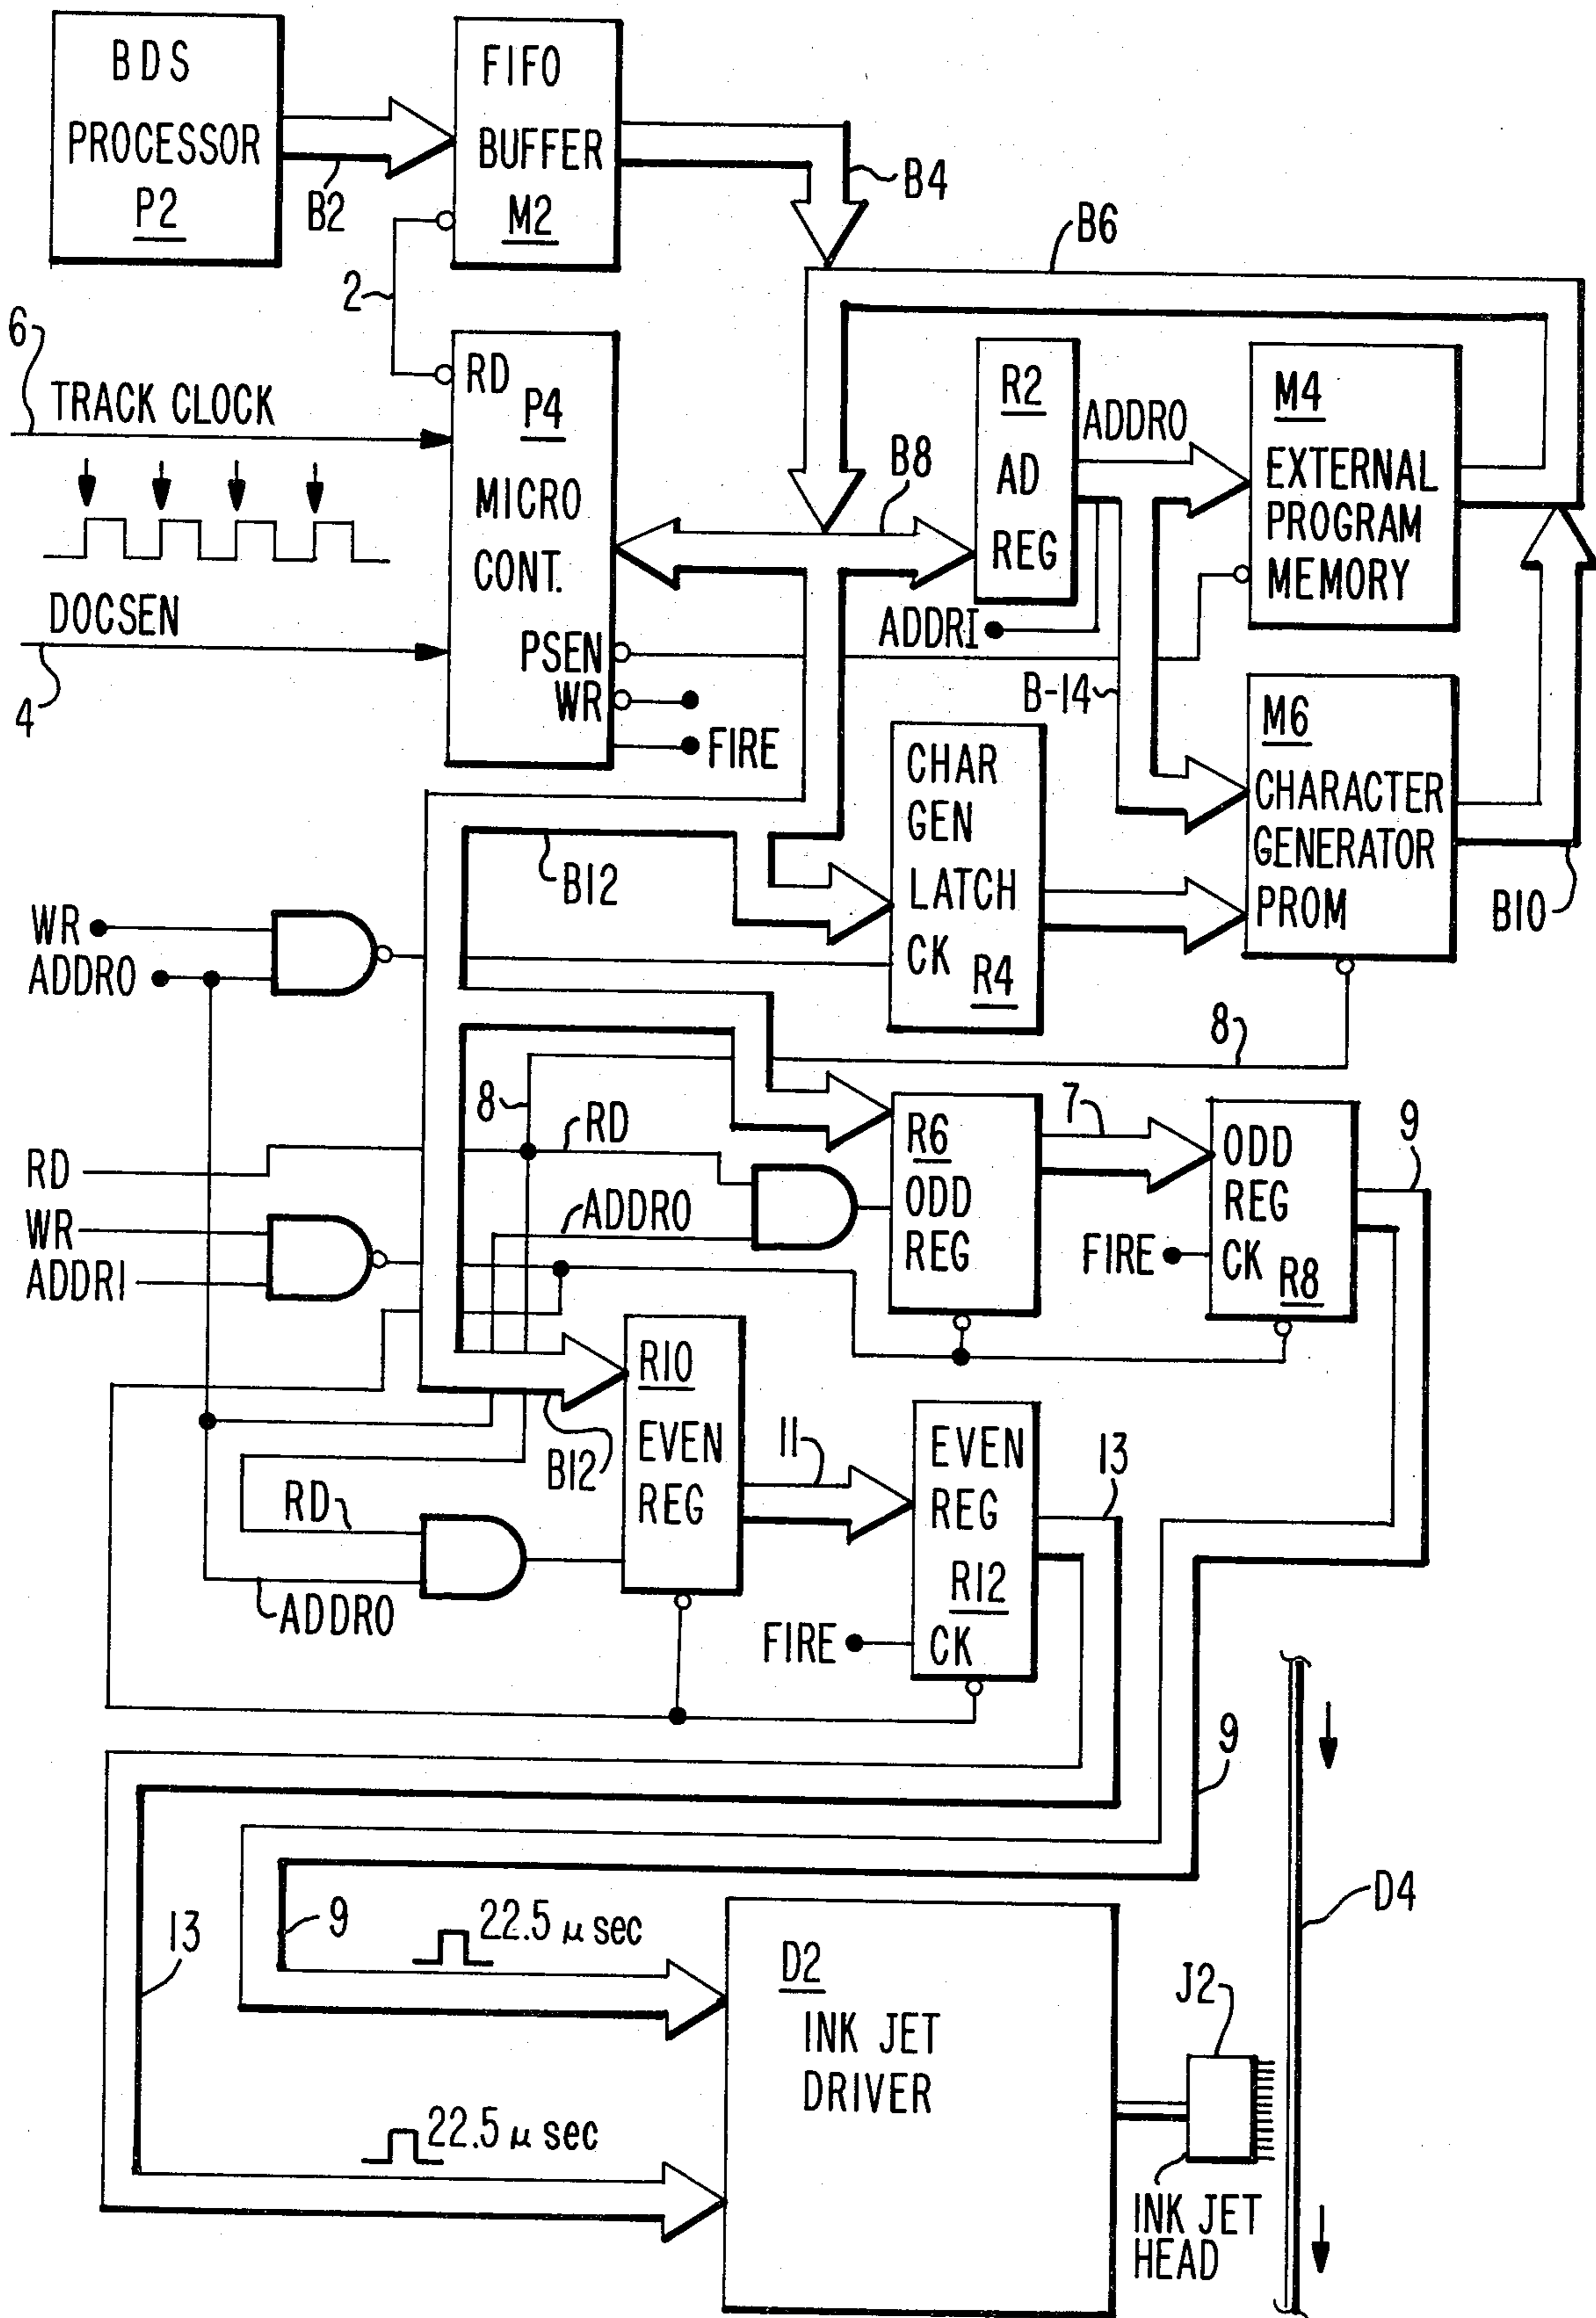 BDS
PROCESSOR
P2
B2
FIFO
BUFFER
M2
B4
B6
2
6
TRACK CLOCK
DOCSEN
4
RD
P4
MICRO
CONT.
PSEN
WR
FIRE
B8
R2
AD
REG
ADDRO
ADDRI
B-14
M4
EXTERNAL
PROGRAM
MEMORY
M6
CHARACTER
GENERATOR
PROM
B10
CHAR
GEN
LATCH
CK
R4
B12
WR
ADDRO
8
8
RD
RD
WR
ADDRI
ADDRO
R6
ODD
REG
7
ODD
REG
CK
R8
FIRE
9
R10
EVEN
REG
B12
11
EVEN
REG
R12
CK
FIRE
13
RD
ADDRO
9
13
9
22.5 μ sec
22.5 μ sec
D2
INK JET
DRIVER
J2
INK JET
HEAD
D4